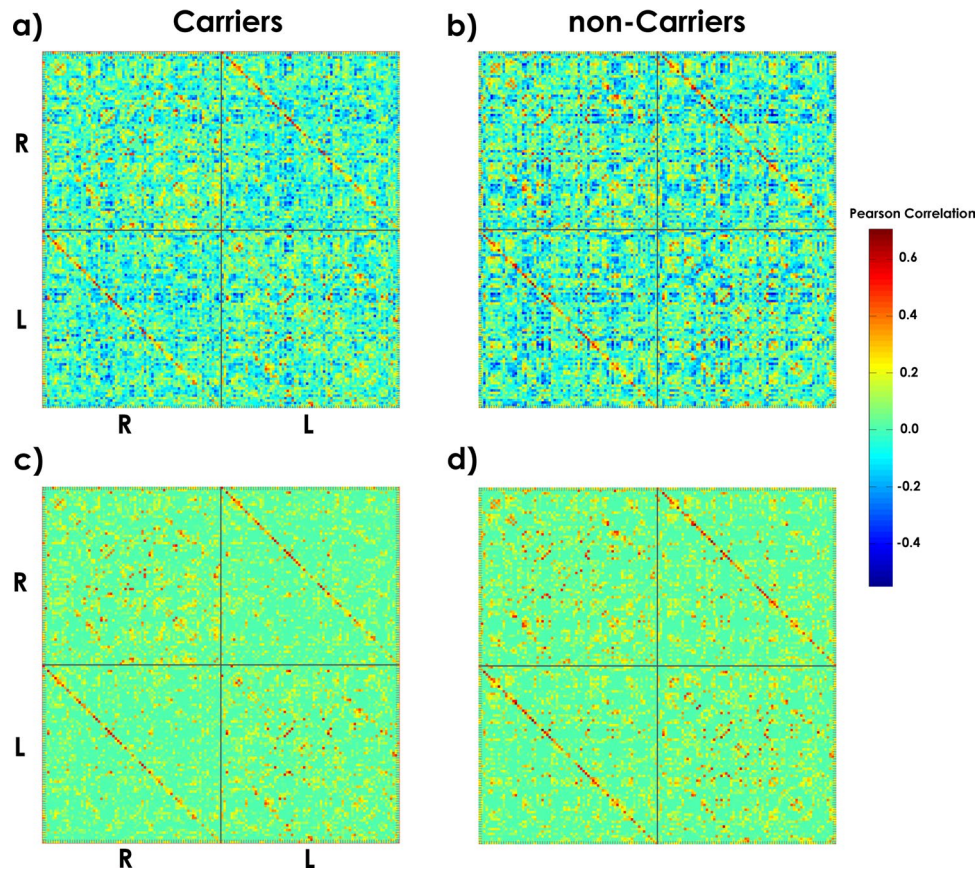 Carriers
non-Carriers
a)
b)
R
L
R
L
Pearson Correlation
0.6
0.4
0.2
0.0
-0.2
-0.4
c)
d)
R
L
R
L